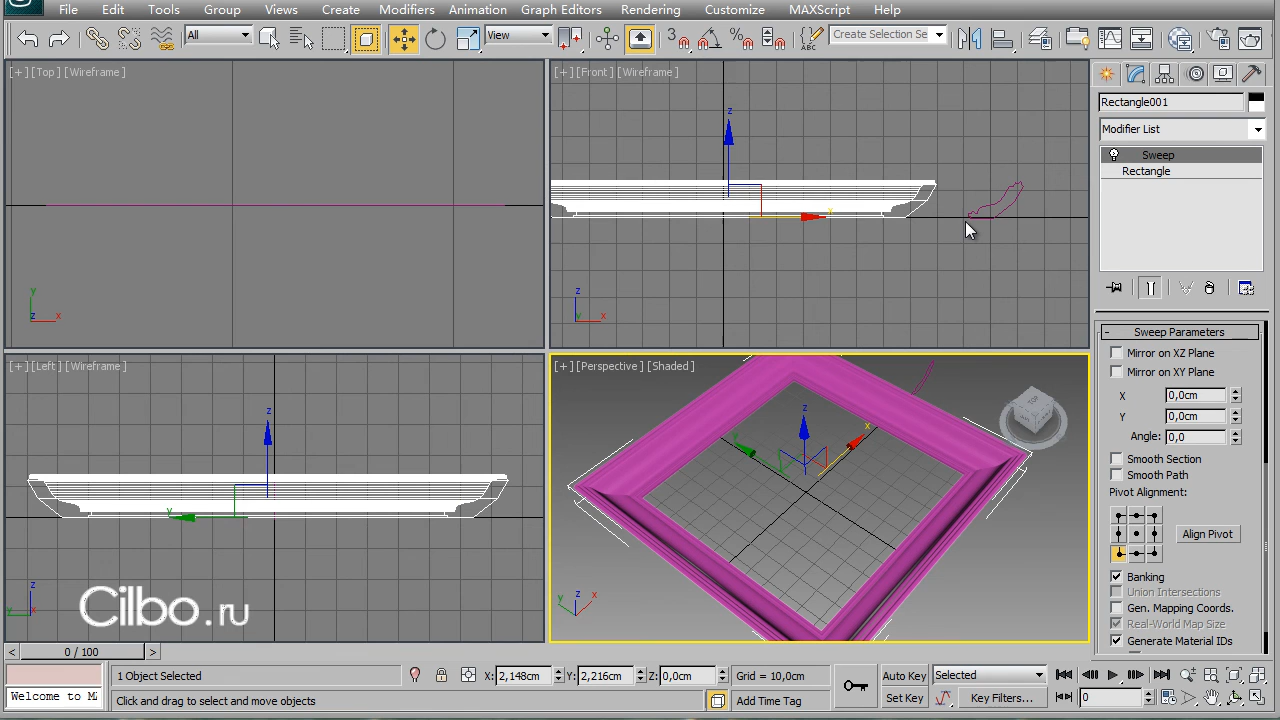 File Edit Tools Group Views Create Modifiers Animation Graph Editors Rendering Customize MAXScript Help
All View 3 Create Selection Se
[+][Top][Wireframe]
[+][Front][Wireframe]
Rectangle001
Modifier List
Sweep
Rectangle
z
x
y
z x
z
y x
Sweep Parameters
Mirror on XZ Plane
Mirror on XY Plane
X 0,0cm
Y 0,0cm
Angle: 0,0
Smooth Section
Smooth Path
Pivot Alignment:
Align Pivot
Banking
Union Intersections
Gen. Mapping Coords.
Real-World Map Size
Generate Material IDs
[+][Left][Wireframe]
[+][Perspective][Shaded]
z
y
z
y x
TOP
z
y x
z
y x
Cilbo.ru
< 0 / 100 >
1 Object Selected X: 2,148cm Y: 2,216cm Z: 0,0cm Grid = 10,0cm Auto Key Selected
Welcome to MA
Click and drag to select and move objects Add Time Tag Set Key Key Filters... 0